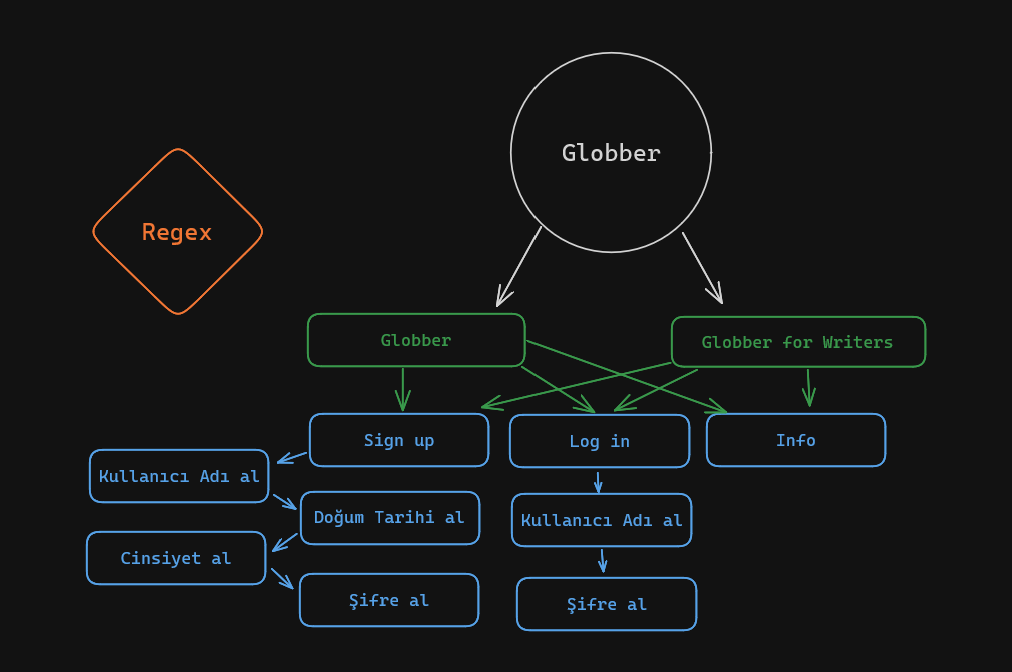 Globber
Regex
Globber
Globber for Writers
Sign up
Log in
Info
Kullanıcı Adı al
Doğum Tarihi al
Kullanıcı Adı al
Cinsiyet al
Şifre al
Şifre al